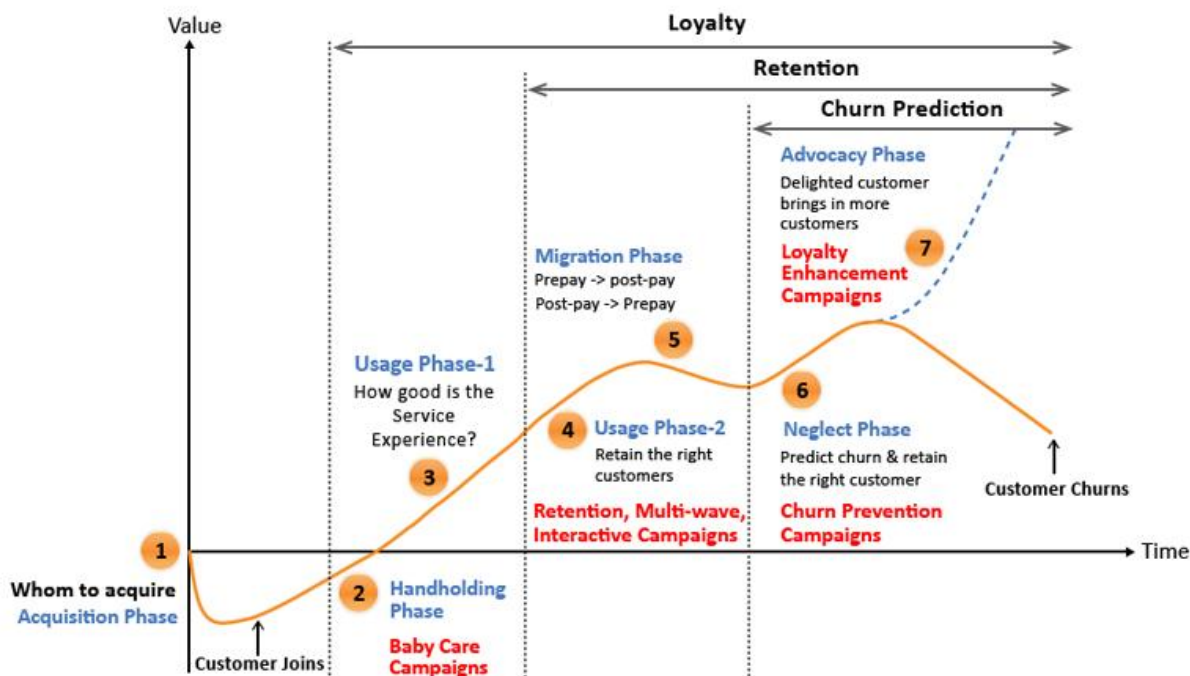 Value
Loyalty
Retention
Churn Prediction
Advocacy Phase
Delighted customer
brings in more
customers
7
Loyalty
Enhancement
Campaigns
Migration Phase
Prepay -> post-pay
Post-pay -> Prepay
5
Usage Phase-1
How good is the
Service
Experience?
3
4
Usage Phase-2
Retain the right
customers
Retention, Multi-wave,
Interactive Campaigns
6
Neglect Phase
Predict churn & retain
the right customer
Churn Prevention
Campaigns
Customer Churns
Time
1
Whom to acquire
Acquisition Phase
Customer Joins
2
Handholding
Phase
Baby Care
Campaigns